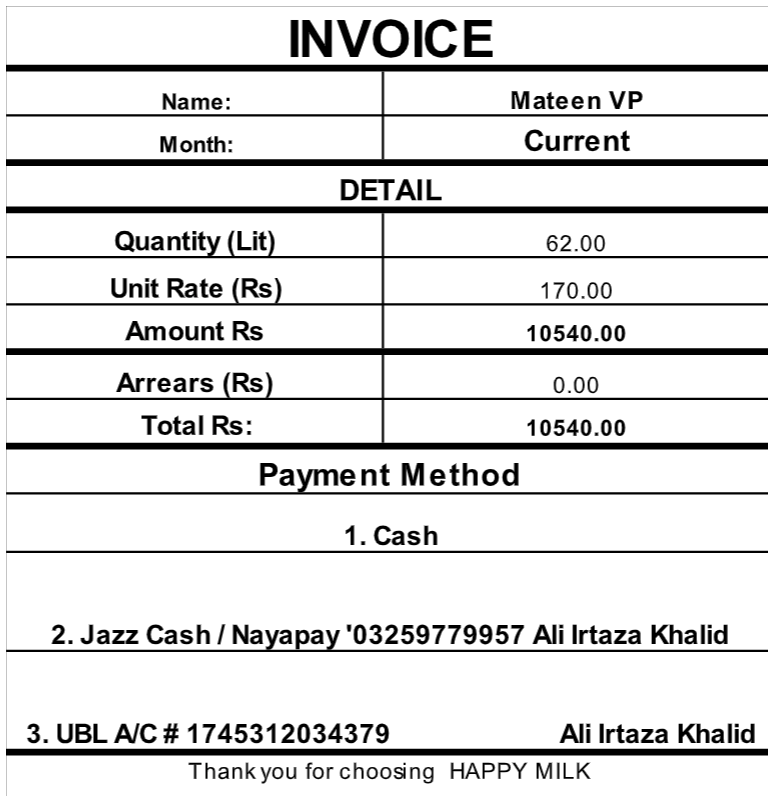 INVOICE
Name: Mateen VP
Month: Current
DETAIL
Quantity (Lit) 62.00
Unit Rate (Rs) 170.00
Amount Rs 10540.00
Arrears (Rs) 0.00
Total Rs: 10540.00
Payment Method
1. Cash
2. Jazz Cash / Nayapay '03259779957 Ali Irtaza Khalid
3. UBL A/C # 1745312034379 Ali Irtaza Khalid
Thank you for choosing HAPPY MILK